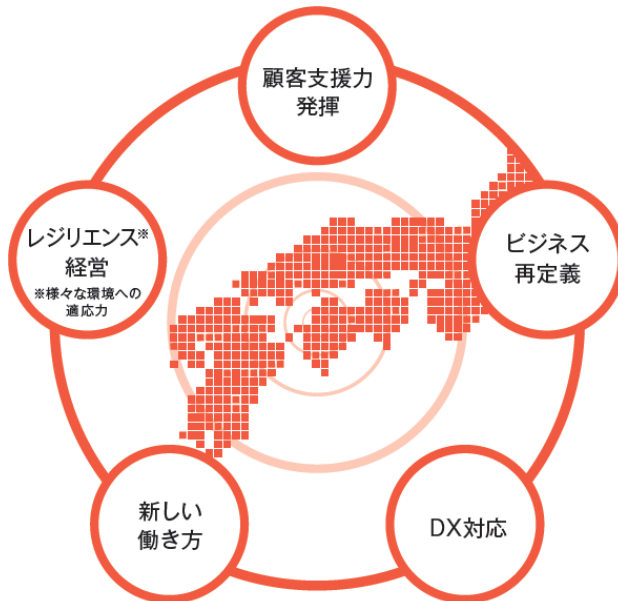 顧客支援力
発揮
レジリエンス※
経営
※様々な環境への
適応力
ビジネス
再定義
新しい
働き方
DX対応